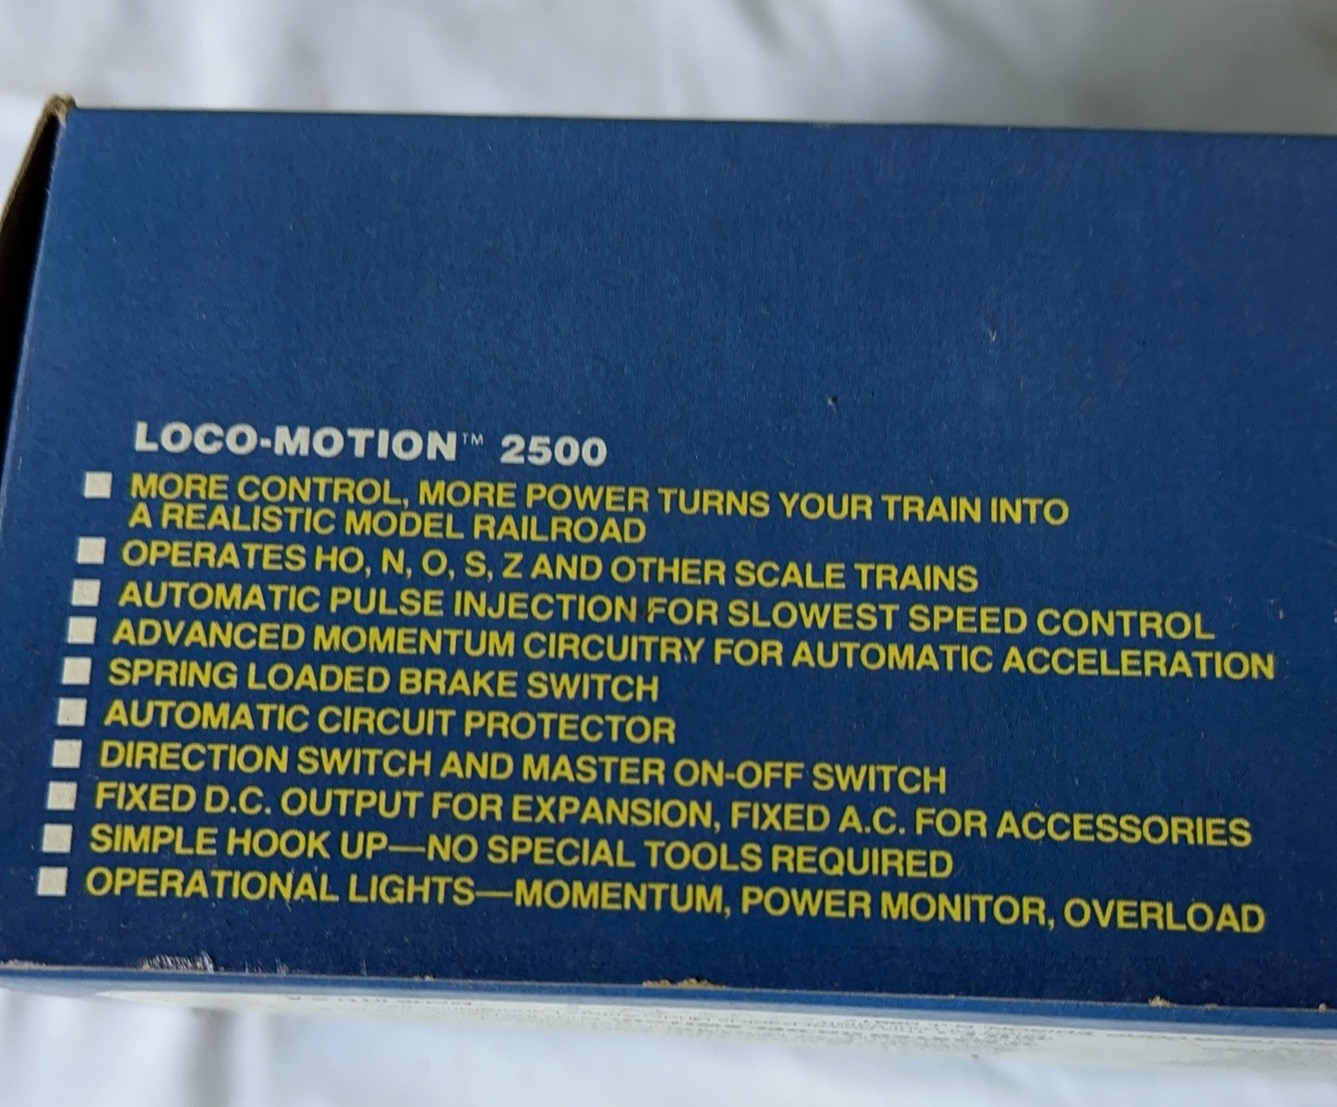 LOCO-MOTION™ 2500
MORE CONTROL, MORE POWER TURNS YOUR TRAIN INTO
A REALISTIC MODEL RAILROAD
OPERATES HO, N, O, S, Z AND OTHER SCALE TRAINS
AUTOMATIC PULSE INJECTION FOR SLOWEST SPEED CONTROL
ADVANCED MOMENTUM CIRCUITRY FOR AUTOMATIC ACCELERATION
SPRING LOADED BRAKE SWITCH
AUTOMATIC CIRCUIT PROTECTOR
DIRECTION SWITCH AND MASTER ON-OFF SWITCH
FIXED D.C. OUTPUT FOR EXPANSION, FIXED A.C. FOR ACCESSORIES
SIMPLE HOOK UP—NO SPECIAL TOOLS REQUIRED
OPERATIONAL LIGHTS—MOMENTUM, POWER MONITOR, OVERLOAD